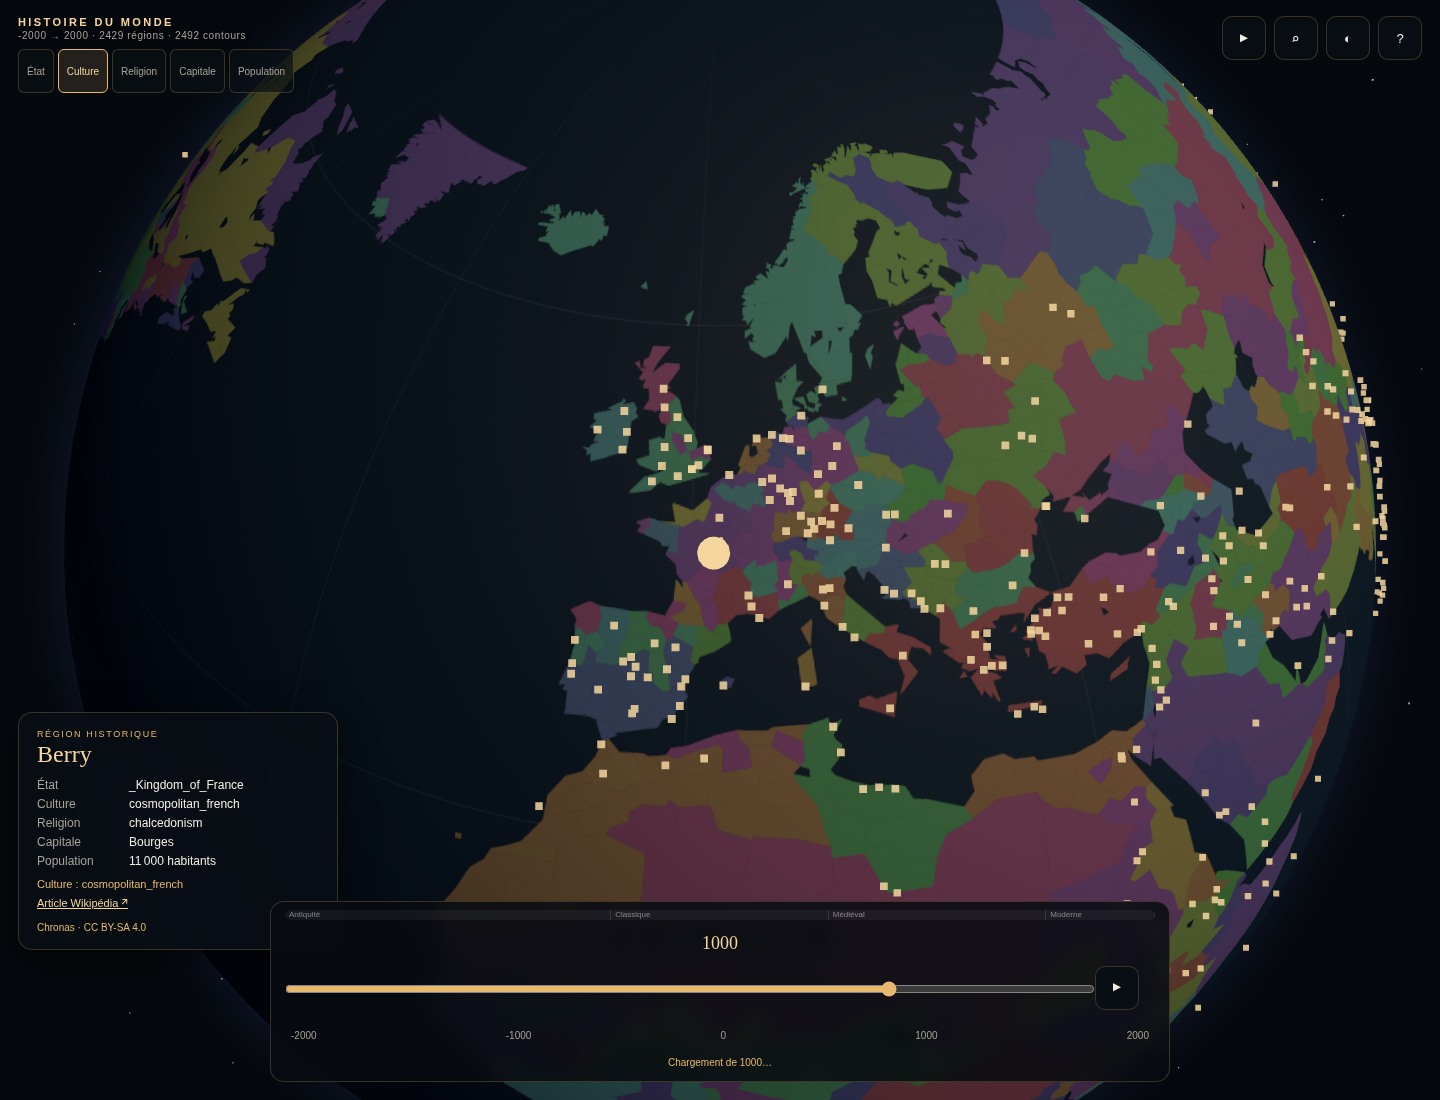 HISTOIRE DU MONDE
-2000 → 2000 · 2429 régions · 2492 contours
État
Culture
Religion
Capitale
Population
?
RÉGION HISTORIQUE
Berry
État _Kingdom_of_France
Culture cosmopolitan_french
Religion chalcedonism
Capitale Bourges
Population 11 000 habitants
Culture : cosmopolitan_french
Article Wikipédia ↗
Chronas · CC BY-SA 4.0
Antiquité
Classique
Médiéval
Moderne
1000
-2000
-1000
0
1000
2000
Chargement de 1000…